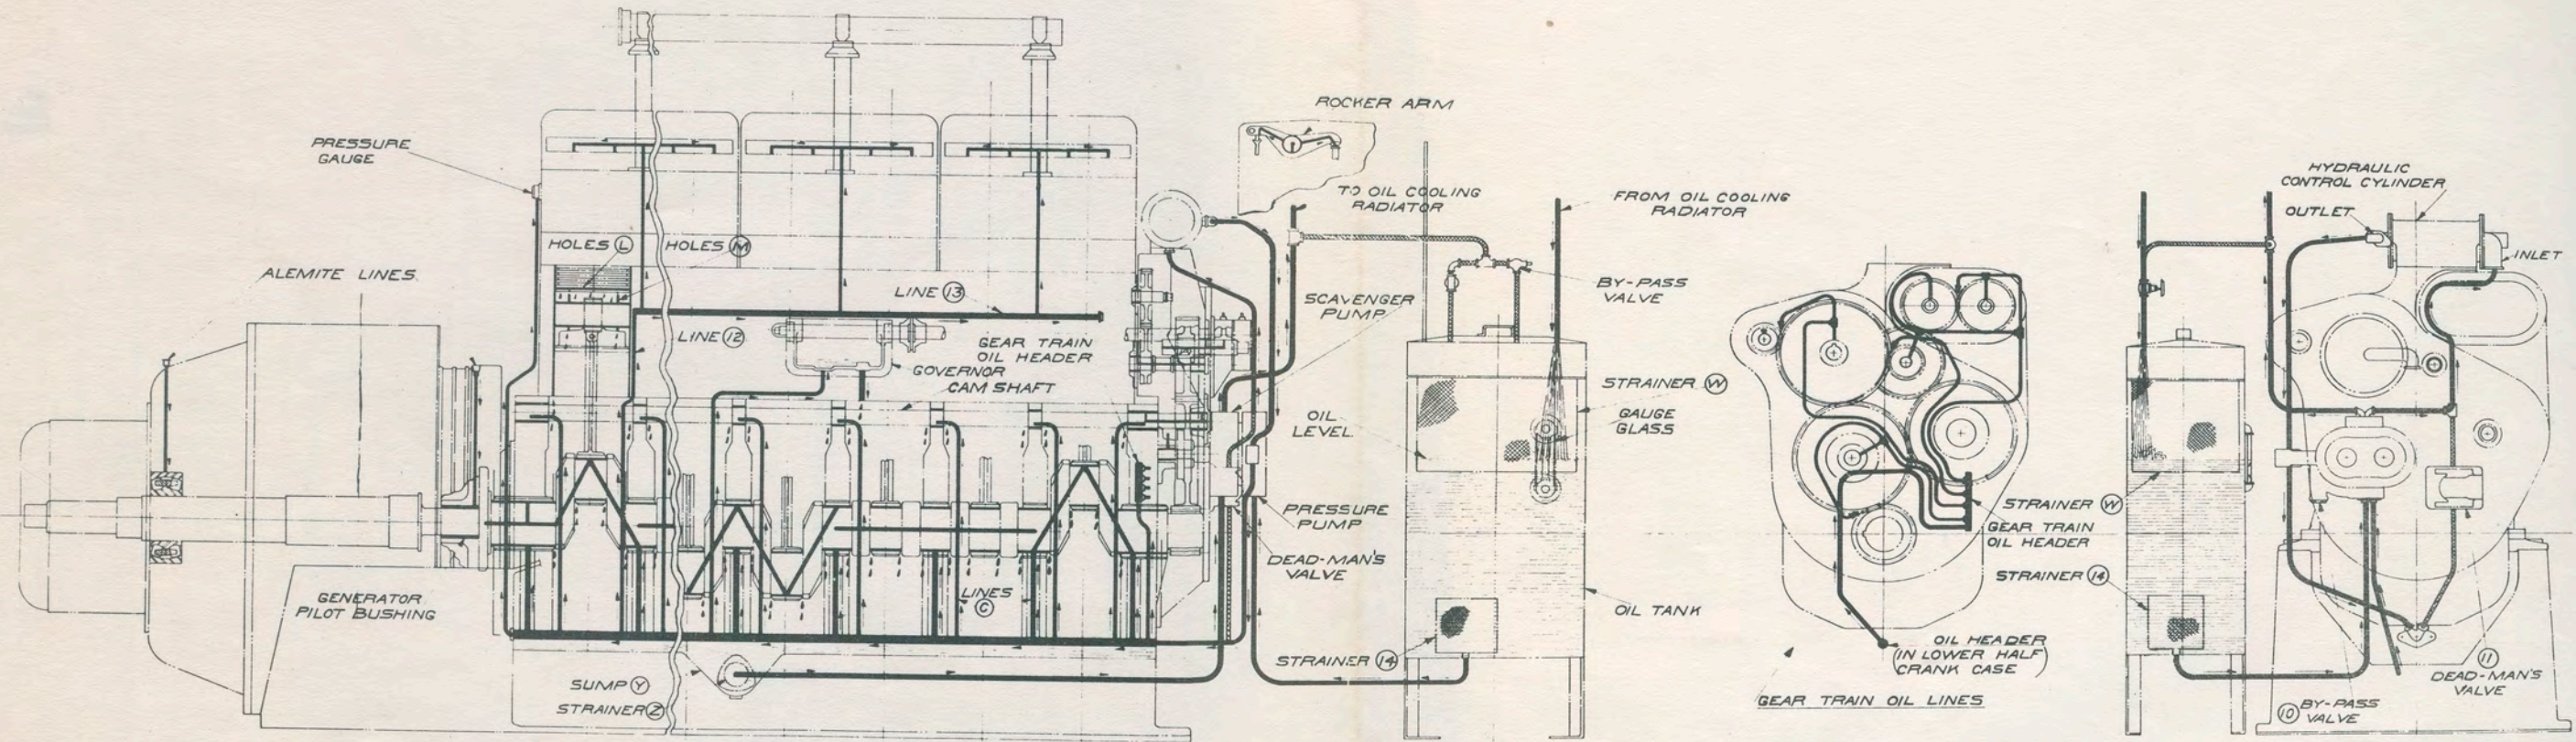 ROCKER ARM
PRESSURE
GAUGE
TO OIL COOLING
RADIATOR
FROM OIL COOLING
RADIATOR
HOLES L
HOLES M
ALEMITE LINES
LINE 13
LINE 12
GEAR TRAIN
OIL HEADER
GOVERNOR
CAM SHAFT
SCAVENGER
PUMP
BY-PASS
VALVE
STRAINER W
OIL
LEVEL
GAUGE
GLASS
PRESSURE
PUMP
DEAD-MAN'S
VALVE
OIL TANK
STRAINER 14
GENERATOR
PILOT BUSHING
LINES
C
SUMP Y
STRAINER Z
A A
OIL HEADER
(IN LOWER HALF)
CRANK CASE
GEAR TRAIN OIL LINES
HYDRAULIC
CONTROL CYLINDER
OUTLET
INLET
STRAINER W
GEAR TRAIN
OIL HEADER
STRAINER 14
11
DEAD-MAN'S
VALVE
10 BY-PASS
VALVE